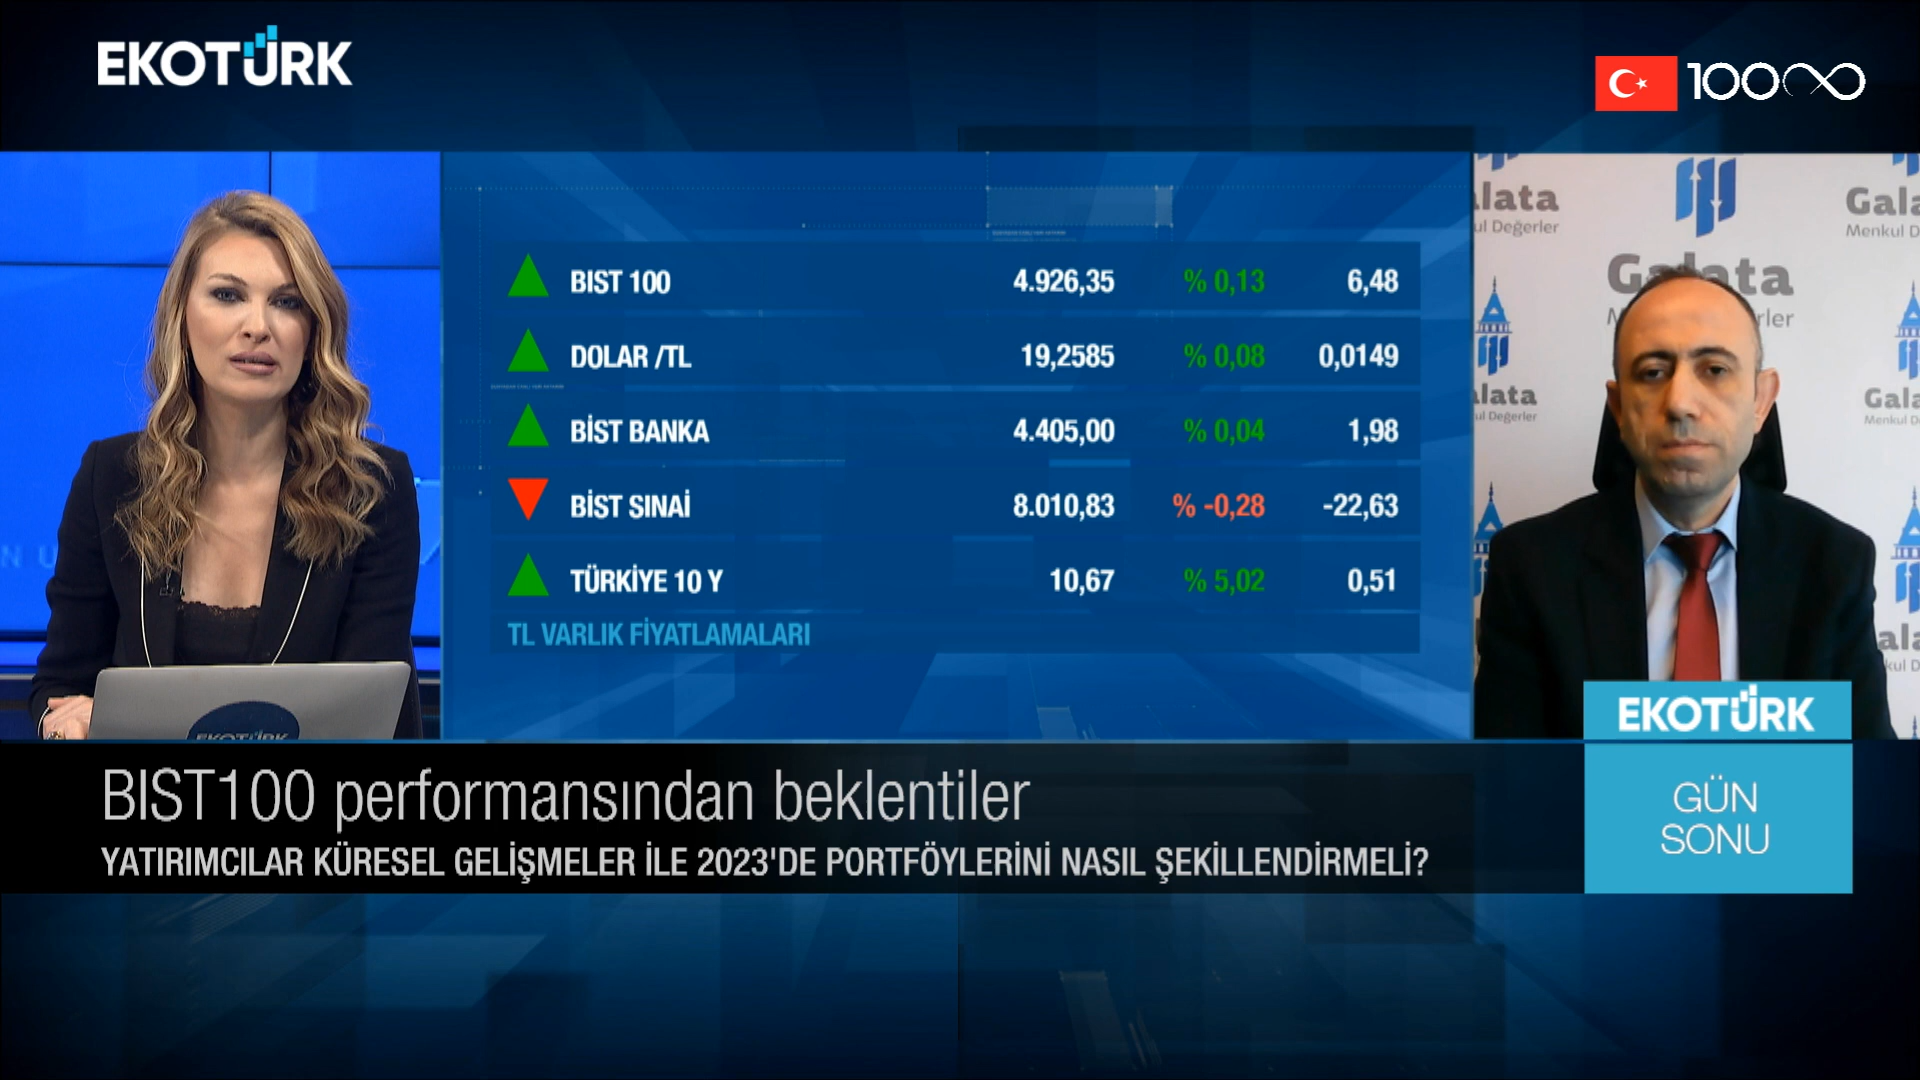 EKOTÜRK
100
BIST 100 4.926,35 % 0,13 6,48
DOLAR /TL 19,2585 % 0,08 0,0149
BİST BANKA 4.405,00 % 0,04 1,98
BİST SINAİ 8.010,83 % -0,28 -22,63
TÜRKİYE 10 Y 10,67 % 5,02 0,51
TL VARLIK FİYATLAMALARI
Galata
Menkul Değerler
EKOTÜRK
EKOTÜRK
GÜN
SONU
BIST100 performansından beklentiler
YATIRIMCILAR KÜRESEL GELİŞMELER İLE 2023'DE PORTFÖYLERİNİ NASIL ŞEKİLLENDİRMELİ?